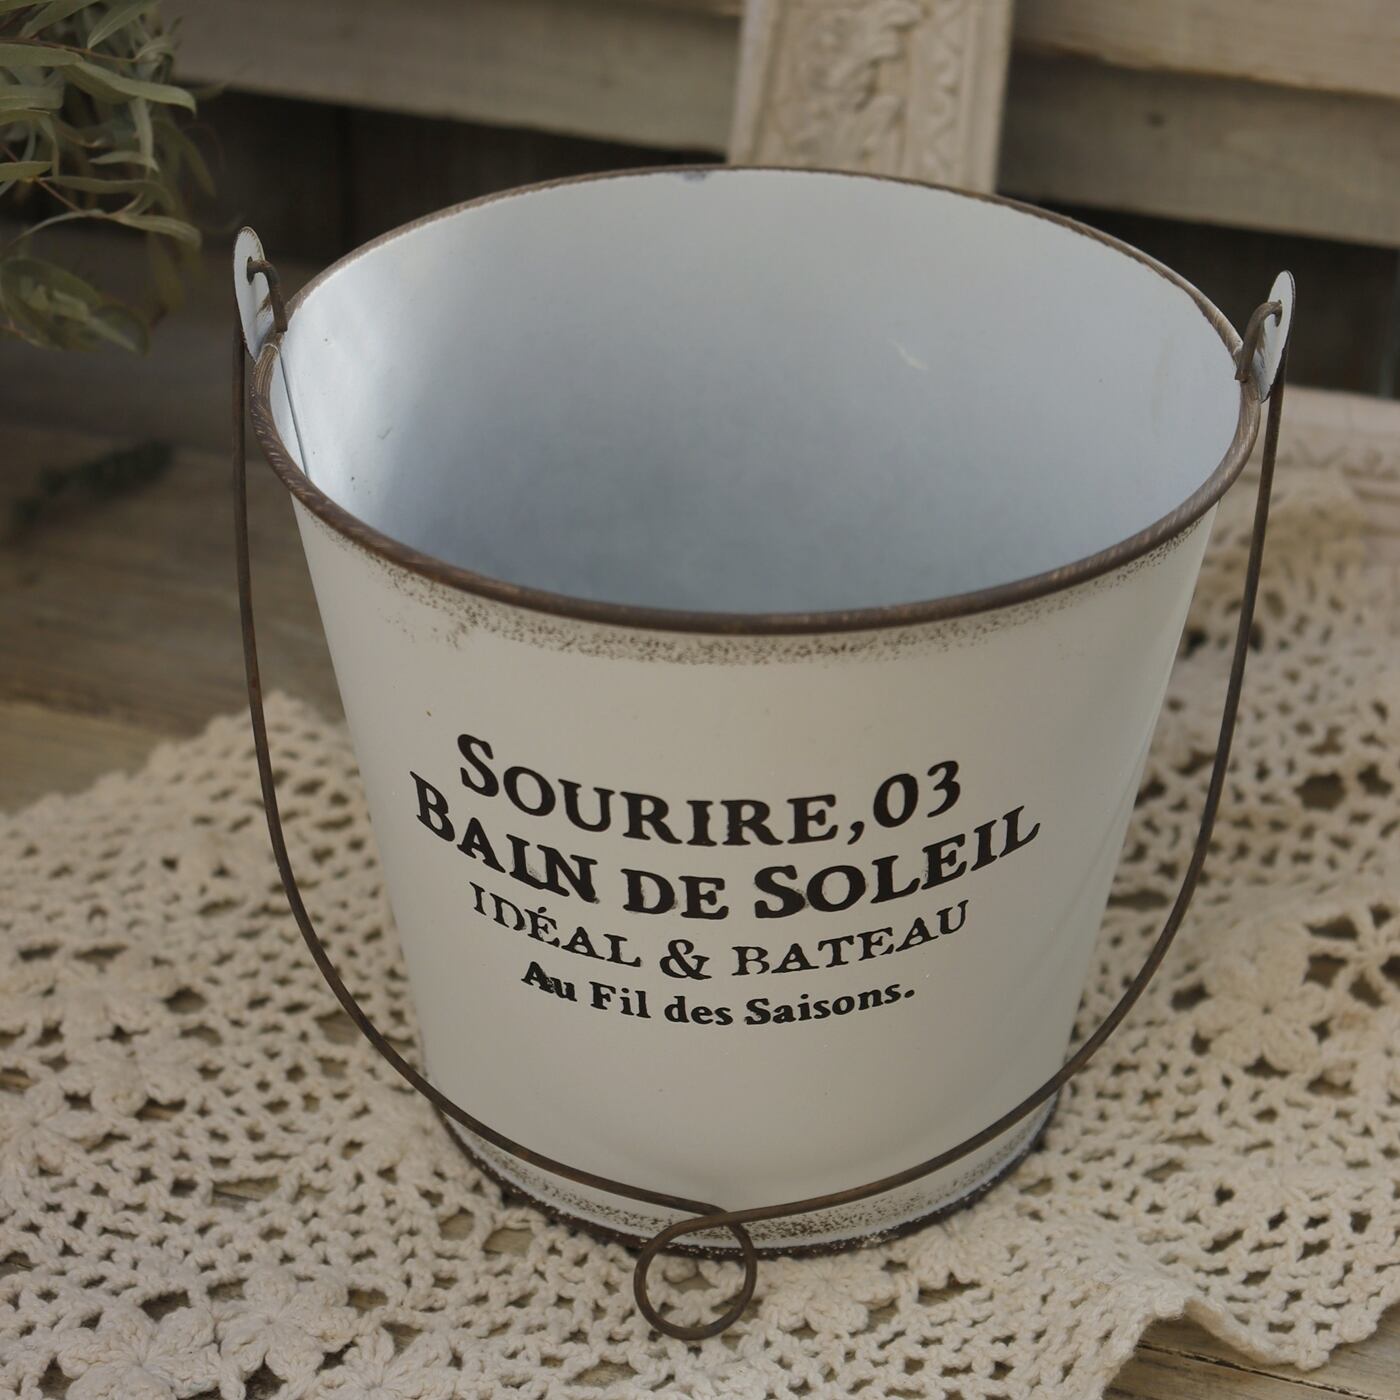 SOURIRE,03
BAIN DE SOLEIL
IDÉAL & BATEAU
Au Fil des Saisons.